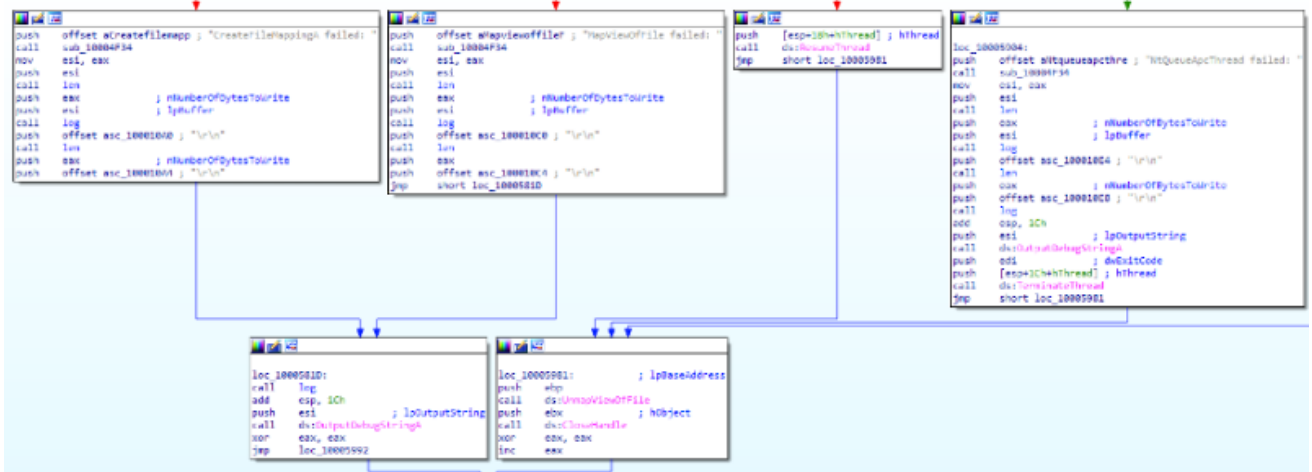 push    offset aCreatefilemapp ; "CreateFileMappingA failed: "
call    sub_10004F34
mov     esi, eax
push    esi
call    len
push    eax             ; nNumberOfBytesToWrite
push    esi             ; lpBuffer
call    log
push    offset asc_100010A0 ; "\r\n"
call    len
push    eax             ; nNumberOfBytesToWrite
push    offset asc_100010A4 ; "\r\n"
push    offset aMapviewoffilef ; "MapViewOfFile failed: "
call    sub_10004F34
mov     esi, eax
push    esi
call    len
push    eax             ; nNumberOfBytesToWrite
push    esi             ; lpBuffer
call    log
push    offset asc_100010C0 ; "\r\n"
call    len
push    eax
push    offset asc_100010C4 ; "\r\n"
jmp     short loc_1000581D
push    [esp+18h+hThread] ; hThread
call    ds:ResumeThread
jmp     short loc_10005981
push    offset aNtqueueapcthre ; "NtQueueApcThread failed: "
call    sub_10004F34
mov     esi, eax
push    esi
call    len
push    eax             ; nNumberOfBytesToWrite
push    esi             ; lpBuffer
call    log
push    offset ; "\r\n"
call    len
push    eax             ; nNumberOfBytesToWrite
push    offset ; "\r\n"
call    log
add     esp, 1Ch
push    esi             ; lpOutputString
call    ds:OutputDebugStringA
push    edi             ; dwExitCode
push    [esp+1Ch+hThread] ; hThread
call    ds:TerminateThread
jmp     short loc_10005981
loc_1000581D:
call    log
add     esp, 1Ch
push    esi             ; lpOutputString
call    ds:OutputDebugStringA
xor     eax, eax
jmp     loc_10005992
loc_10005981:           ; lpBaseAddress
push    ebp
call    ds:UnmapViewOfFile
push    ebx             ; hObject
call    ds:CloseHandle
xor     eax, eax
inc     eax